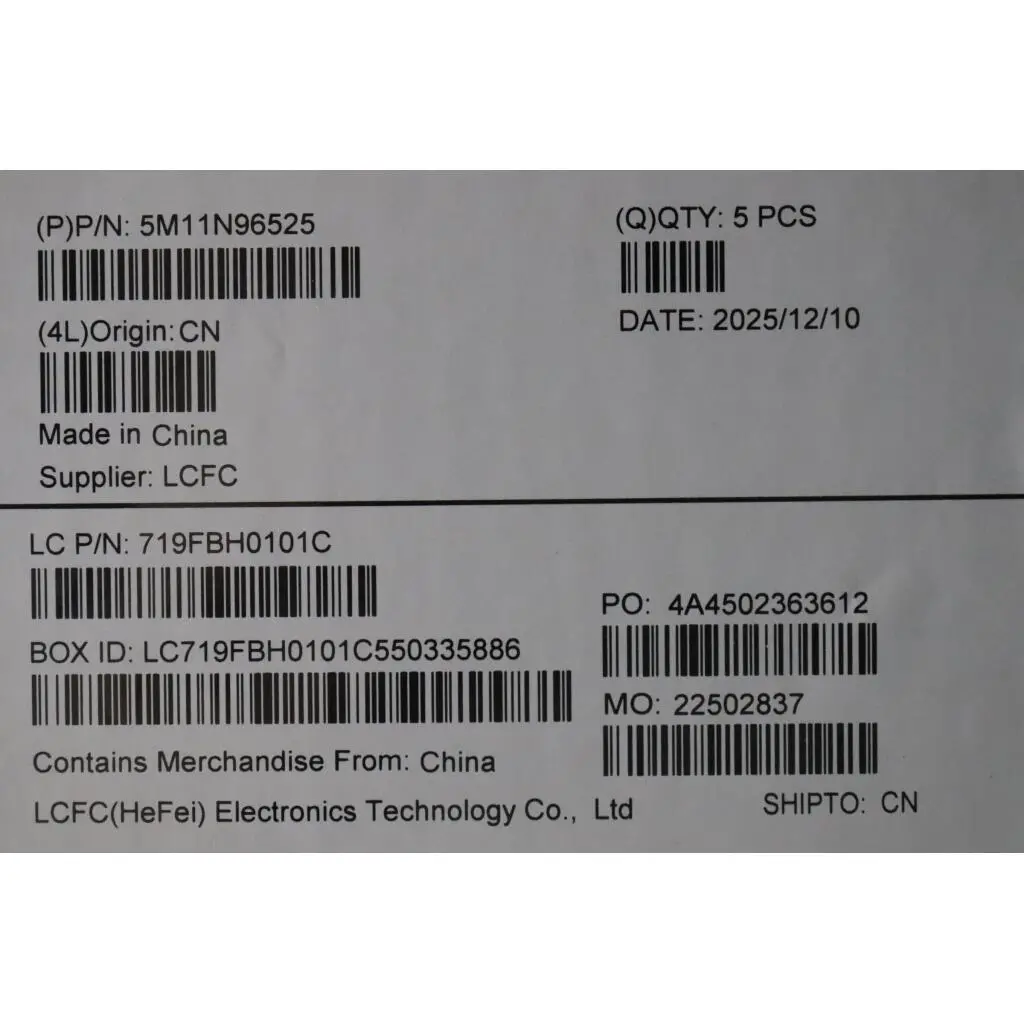 (P)P/N: 5M11N96525
(Q)QTY: 5 PCS
(4L)Origin: CN
DATE: 2025/12/10
Made in China
Supplier: LCFC
LC P/N: 719FBH0101C
PO: 4A4502363612
BOX ID: LC719FBH0101C550335886
MO: 22502837
Contains Merchandise From: China
LCFC(HeFei) Electronics Technology Co., Ltd
SHIPTO: CN